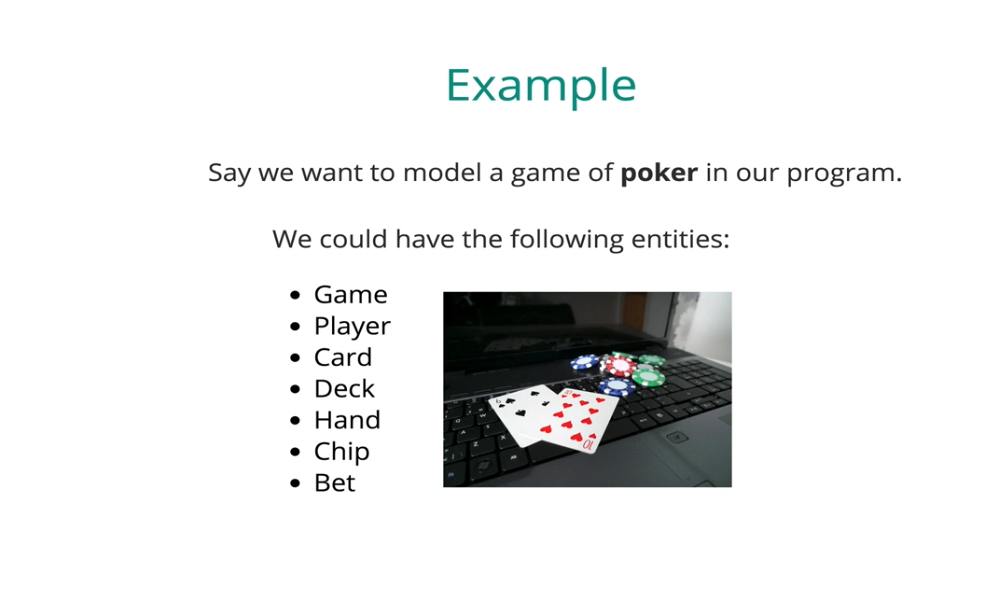 Example
Say we want to model a game of poker in our program.
We could have the following entities:
Game
Player
Card
Deck
Hand
Chip
Bet
10